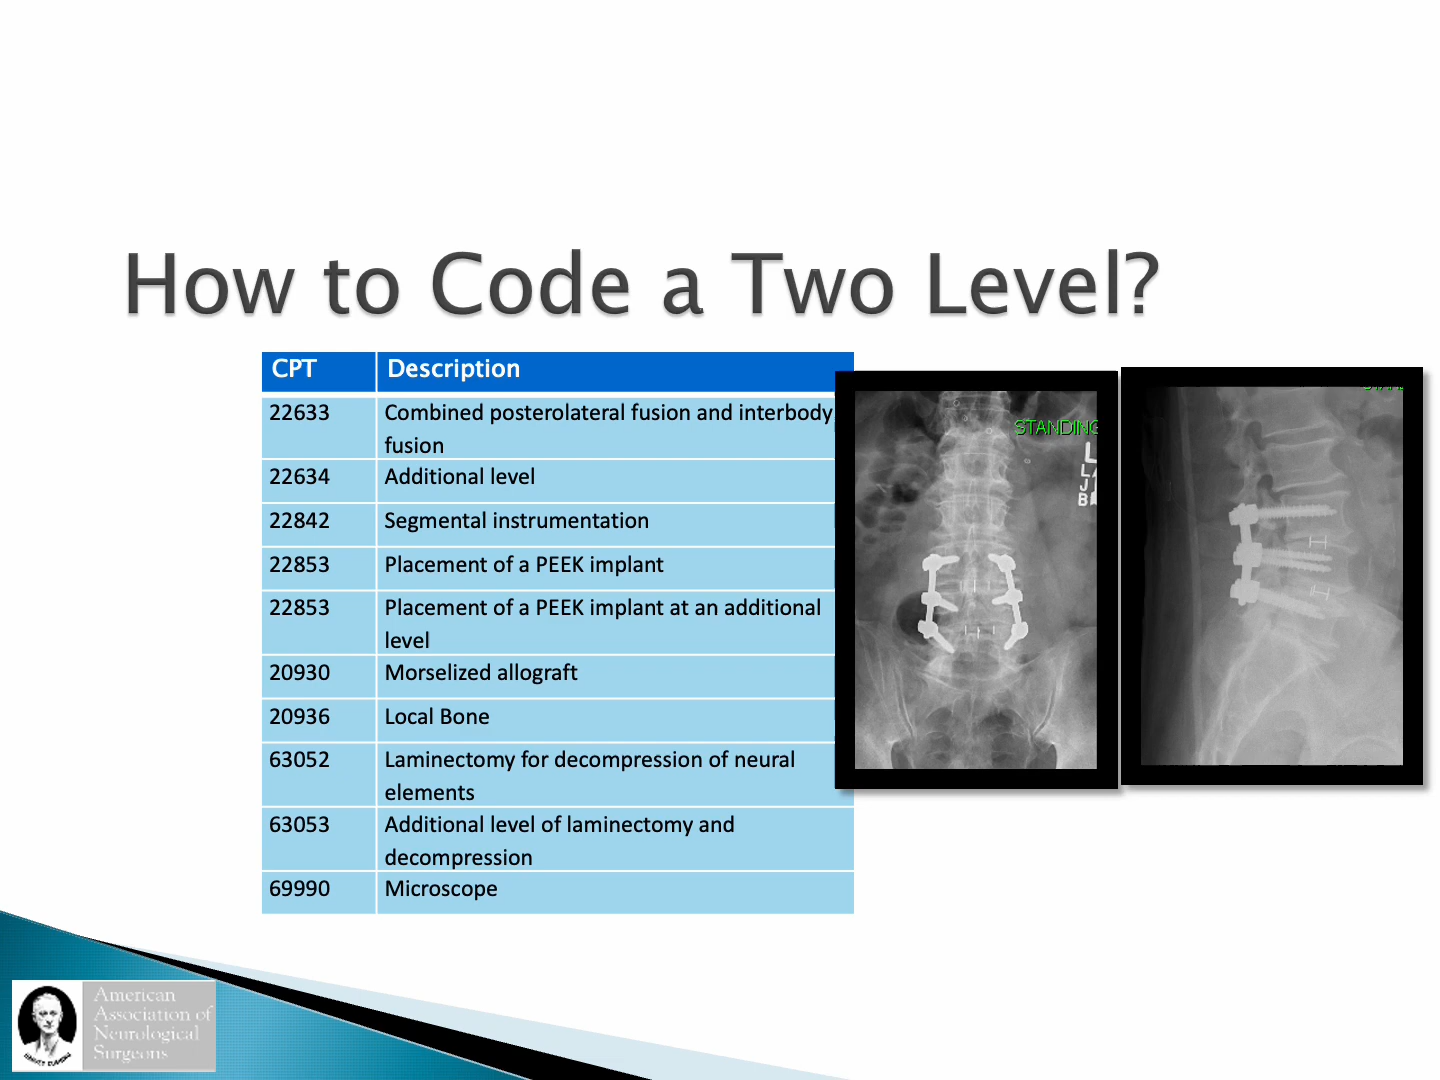 How to Code a Two Level?
CPT Description
22633 Combined posterolateral fusion and interbody
fusion
22634 Additional level
22842 Segmental instrumentation
22853 Placement of a PEEK implant
22853 Placement of a PEEK implant at an additional
level
20930 Morselized allograft
20936 Local Bone
63052 Laminectomy for decompression of neural
elements
63053 Additional level of laminectomy and
decompression
69990 Microscope
STANDING
L
J
American
Association of
Neurological
Surgeons